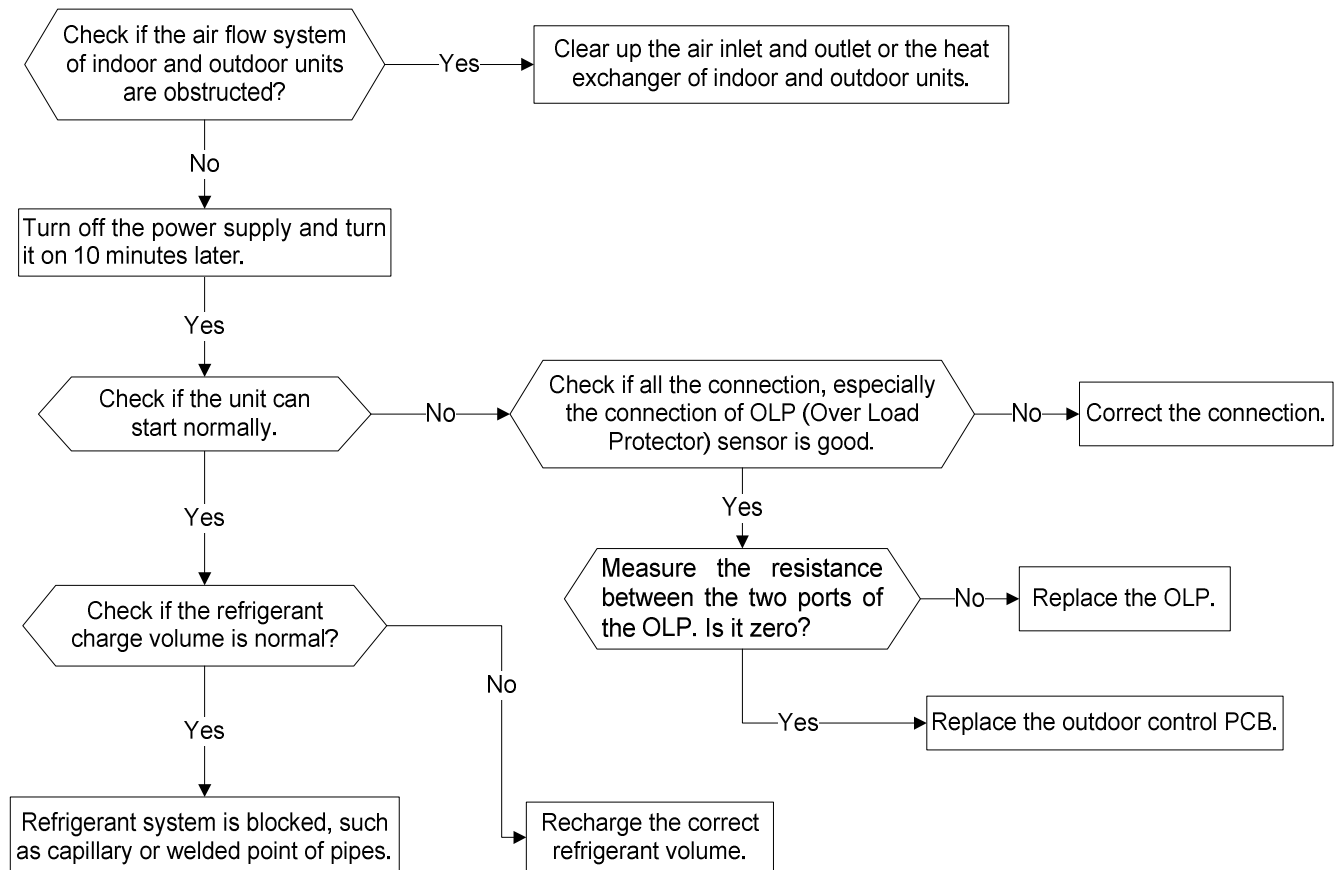 Check if the air flow system
of indoor and outdoor units
are obstructed?
Yes
Clear up the air inlet and outlet or the heat
exchanger of indoor and outdoor units.
No
Turn off the power supply and turn
it on 10 minutes later.
Yes
Check if the unit can
start normally.
No
Check if all the connection, especially
the connection of OLP (Over Load
Protector) sensor is good.
No
Correct the connection.
Yes
Yes
Measure the resistance
between the two ports of
the OLP. Is it zero?
No
Replace the OLP.
Check if the refrigerant
charge volume is normal?
No
Yes
Yes
Replace the outdoor control PCB.
Refrigerant system is blocked, such
as capillary or welded point of pipes.
Recharge the correct
refrigerant volume.